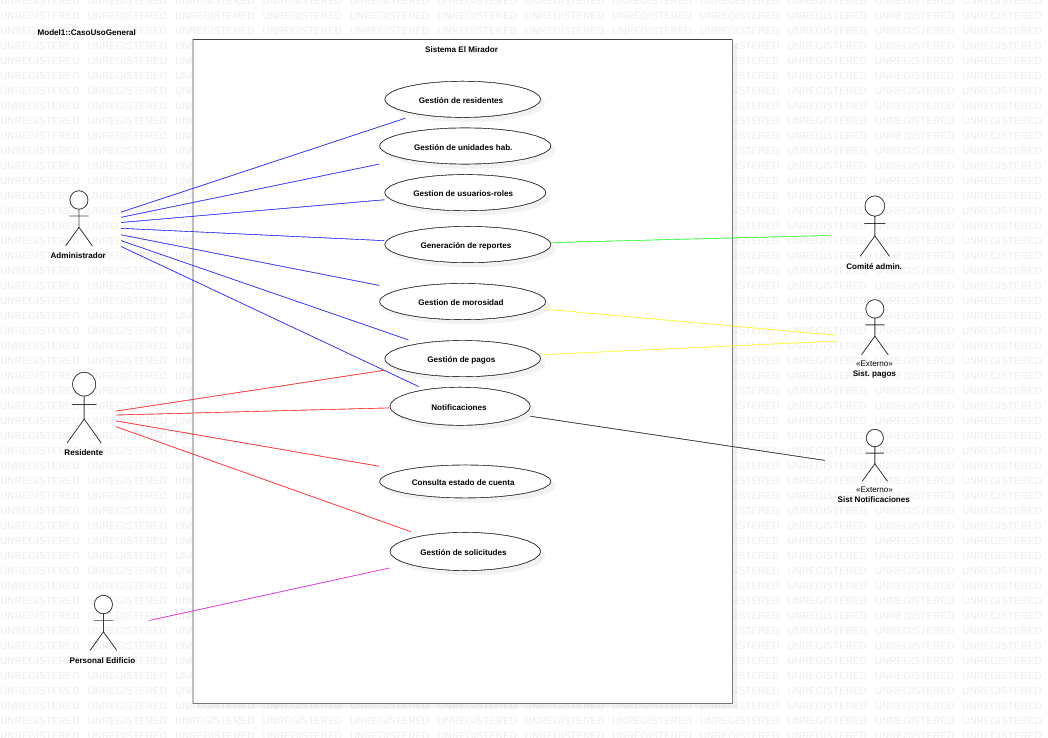 Model1::CasoUsoGeneral
Sistema El Mirador
Gestión de residentes
Gestión de unidades hab.
Gestion de usuarios-roles
Generación de reportes
Gestion de morosidad
Gestión de pagos
Notificaciones
Consulta estado de cuenta
Gestión de solicitudes
Administrador
Residente
Personal Edificio
Comité admin.
«Externo»
Sist. pagos
«Externo»
Sist Notificaciones
UNREGISTERED